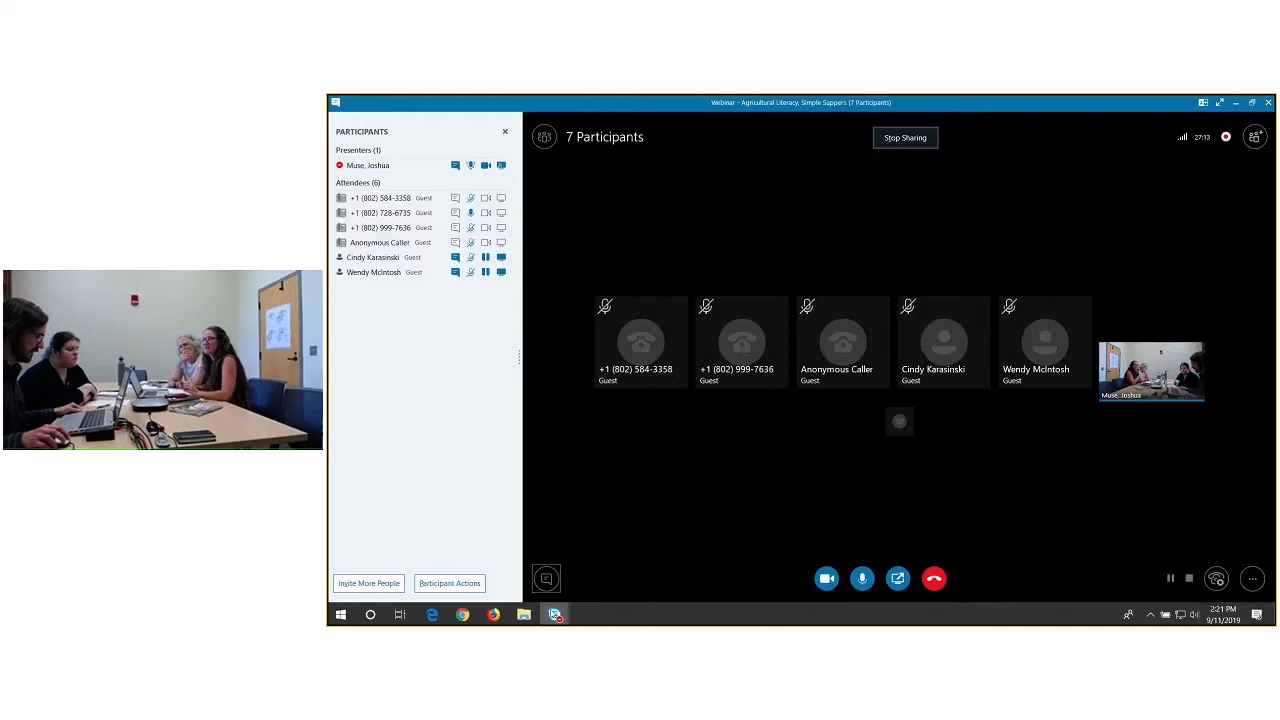 Webinar - Agricultural Literacy, Simple Suppers (7 Participants)
PARTICIPANTS
Presenters (1)
Muse, Joshua
Attendees (6)
+1 (802) 584-3358 Guest
+1 (802) 728-6735 Guest
+1 (802) 999-7636 Guest
Anonymous Caller Guest
Cindy Karasinski Guest
Wendy McIntosh Guest
Invite More People
Participant Actions
7 Participants
Stop Sharing
27:13
+1 (802) 584-3358
Guest
+1 (802) 999-7636
Guest
Anonymous Caller
Guest
Cindy Karasinski
Guest
Wendy McIntosh
Guest
Muse, Joshua
2:21 PM
9/11/2019